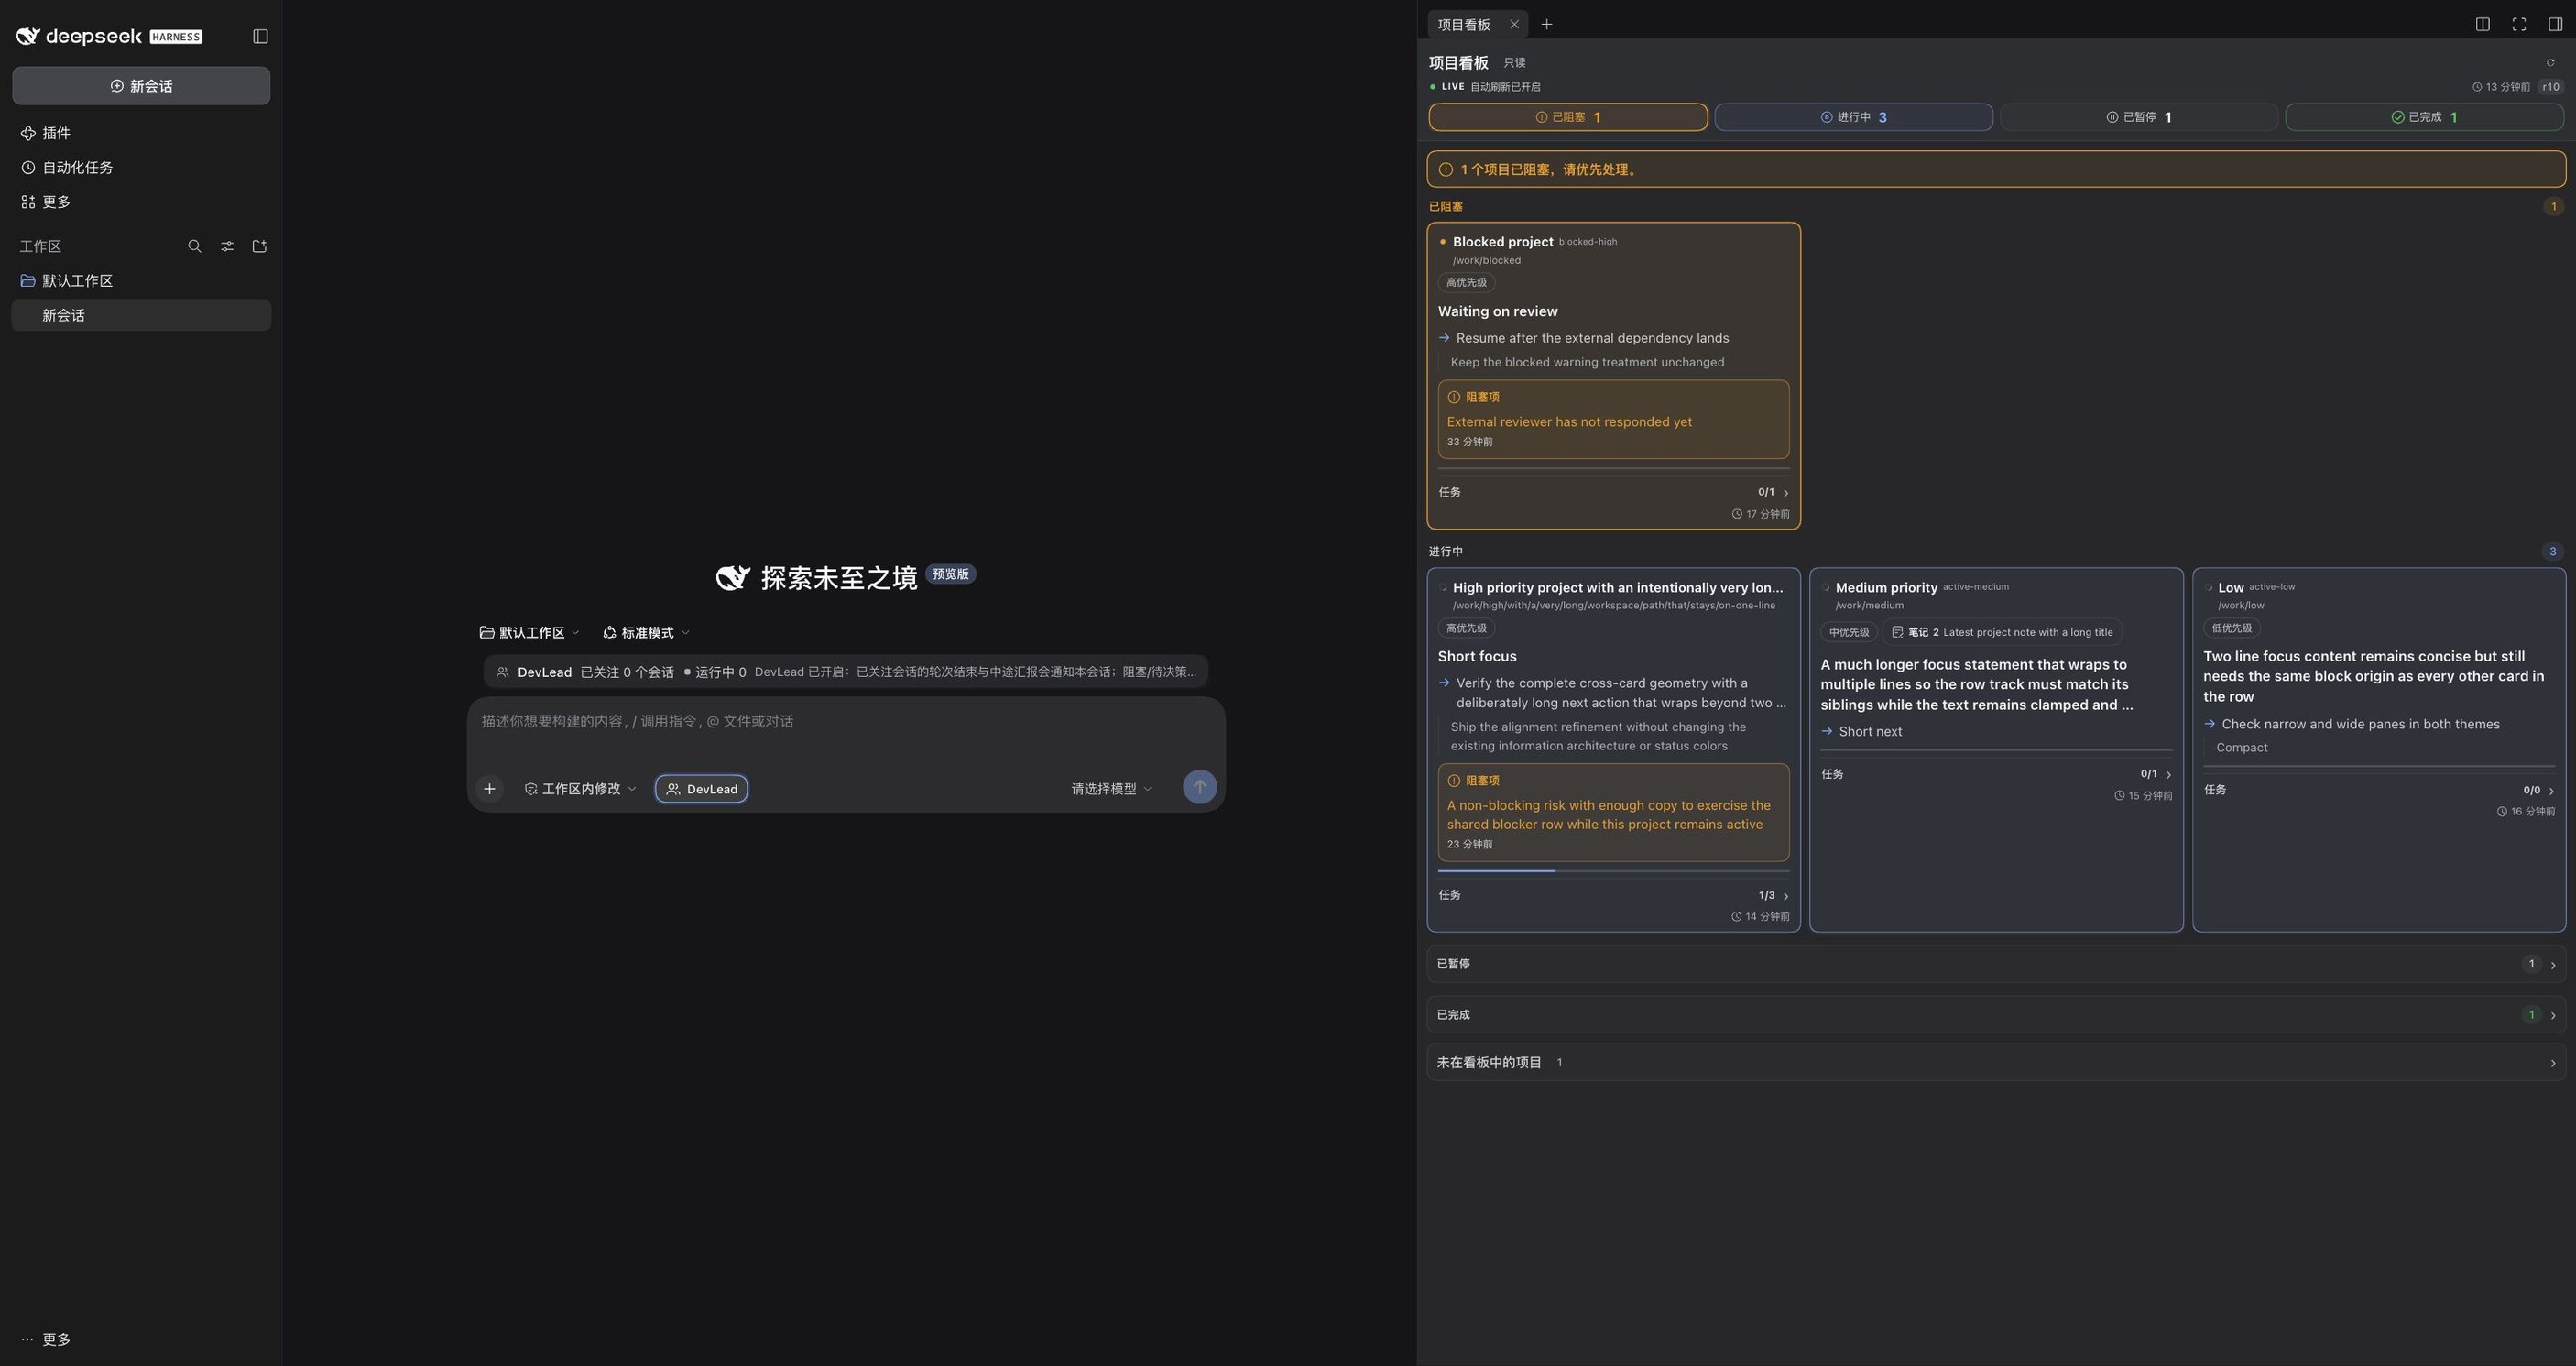 deepseek HARNESS
新会话
插件
自动化任务
更多
工作区
默认工作区
新会话
更多
探索未至之境 预览版
默认工作区 标准模式
DevLead 已关注 0 个会话 运行中 0 DevLead 已开启：已关注会话的轮次结束与中途汇报会通知本会话；阻塞/待决策...
描述你想要构建的内容, / 调用指令, @ 文件或对话
工作区内修改 DevLead 请选择模型
项目看板
项目看板 只读
LIVE 自动刷新已开启 13 分钟前 r10
已阻塞 1 进行中 3 已暂停 1 已完成 1
1 个项目已阻塞，请优先处理。
已阻塞 1
Blocked project blocked-high
/work/blocked
高优先级
Waiting on review
→ Resume after the external dependency lands
Keep the blocked warning treatment unchanged
阻塞项
External reviewer has not responded yet
33 分钟前
任务 0/1
17 分钟前
进行中 3
High priority project with an intentionally very lon...
/work/high/with/a/very/long/workspace/path/that/stays/on-one-line
高优先级
Short focus
→ Verify the complete cross-card geometry with a
deliberately long next action that wraps beyond two ...
Ship the alignment refinement without changing the
existing information architecture or status colors
阻塞项
A non-blocking risk with enough copy to exercise the
shared blocker row while this project remains active
23 分钟前
任务 1/3
14 分钟前
Medium priority active-medium
/work/medium
中优先级 笔记 2 Latest project note with a long title
A much longer focus statement that wraps to
multiple lines so the row track must match its
siblings while the text remains clamped and ...
→ Short next
任务 0/1
15 分钟前
Low active-low
/work/low
低优先级
Two line focus content remains concise but still
needs the same block origin as every other card in
the row
→ Check narrow and wide panes in both themes
Compact
任务 0/0
16 分钟前
已暂停 1
已完成 1
未在看板中的项目 1